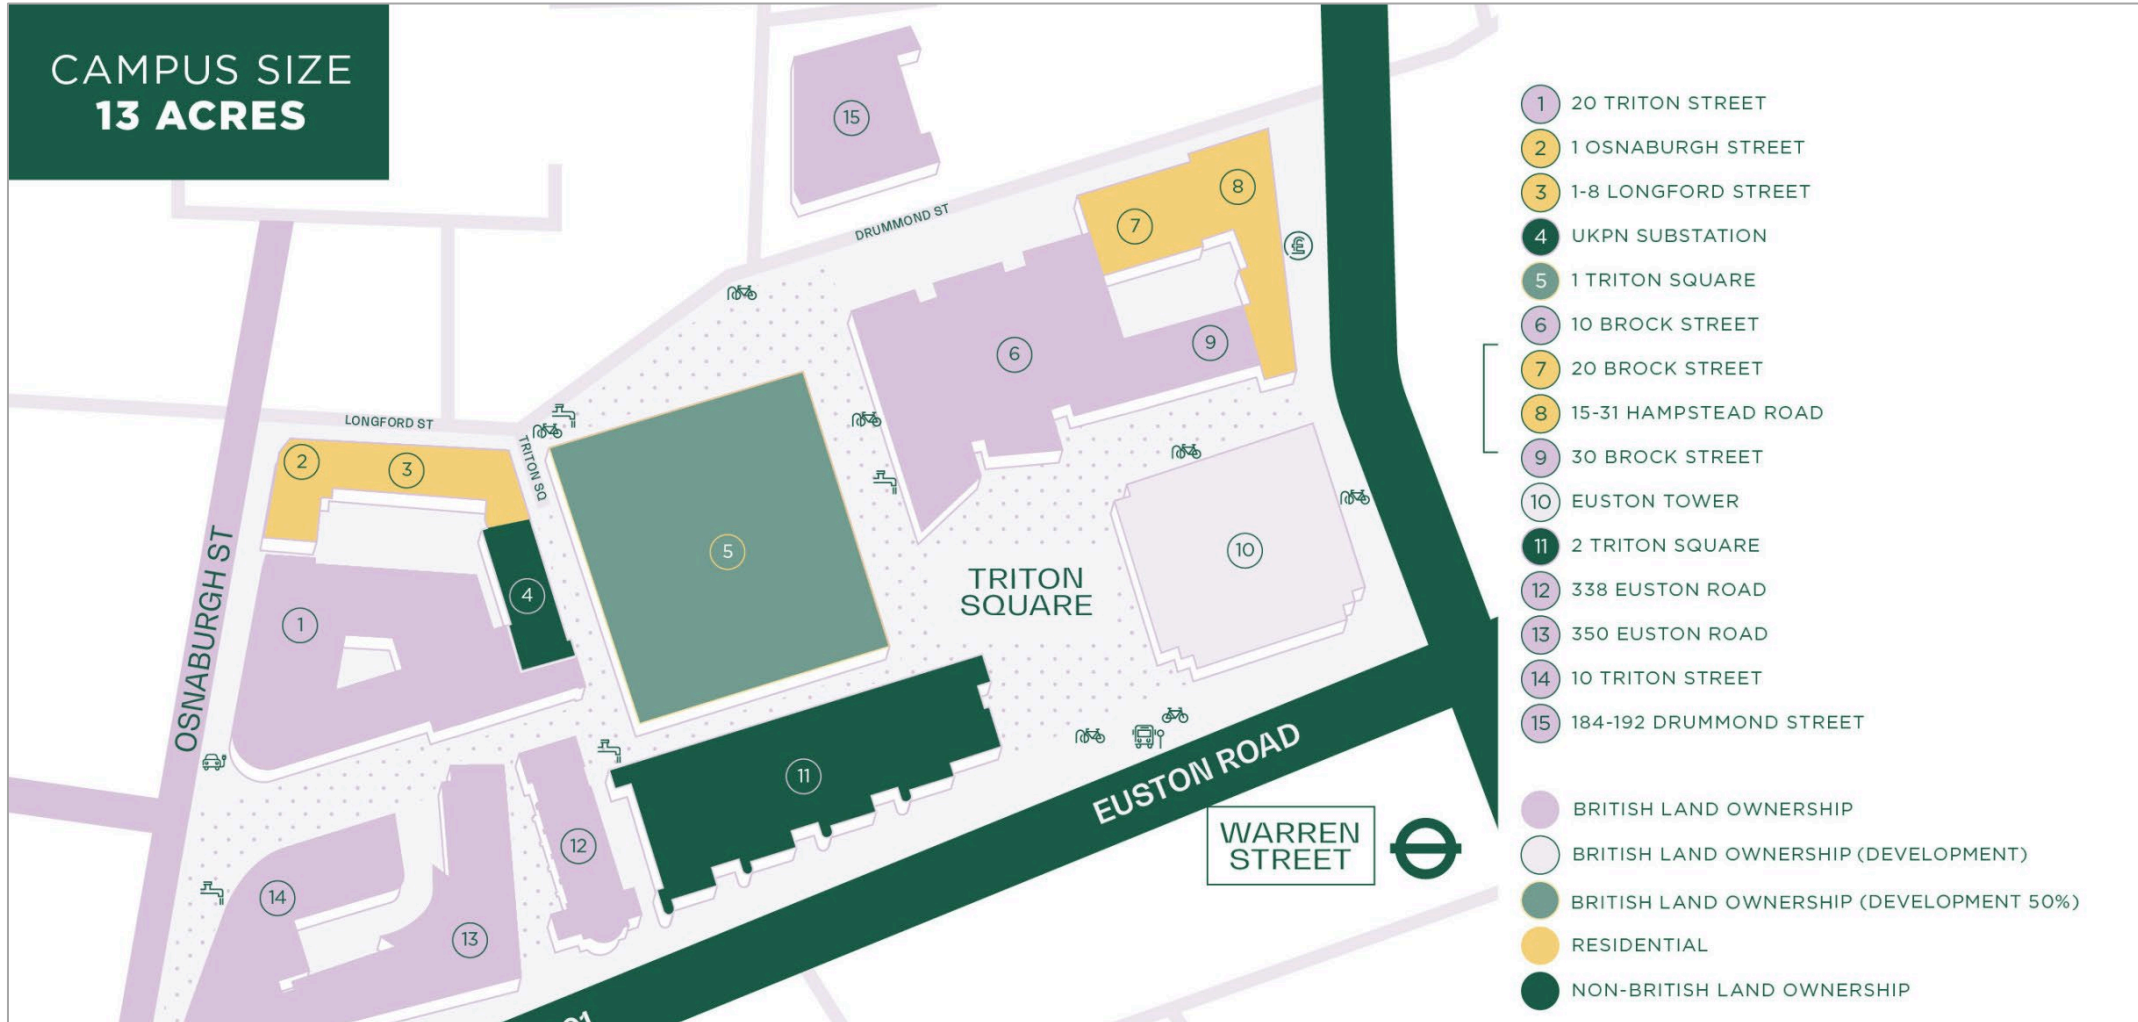 CAMPUS SIZE
13 ACRES
15
DRUMMOND ST
8
7
£
9
6
LONGFORD ST
2
3
TRITON SQ
OSNABURGH ST
5
10
4
1
TRITON
SQUARE
11
EUSTON ROAD
12
WARREN
STREET
14
13
1 20 TRITON STREET
2 1 OSNABURGH STREET
3 1-8 LONGFORD STREET
4 UKPN SUBSTATION
5 1 TRITON SQUARE
6 10 BROCK STREET
7 20 BROCK STREET
8 15-31 HAMPSTEAD ROAD
9 30 BROCK STREET
10 EUSTON TOWER
11 2 TRITON SQUARE
12 338 EUSTON ROAD
13 350 EUSTON ROAD
14 10 TRITON STREET
15 184-192 DRUMMOND STREET
BRITISH LAND OWNERSHIP
BRITISH LAND OWNERSHIP (DEVELOPMENT)
BRITISH LAND OWNERSHIP (DEVELOPMENT 50%)
RESIDENTIAL
NON-BRITISH LAND OWNERSHIP